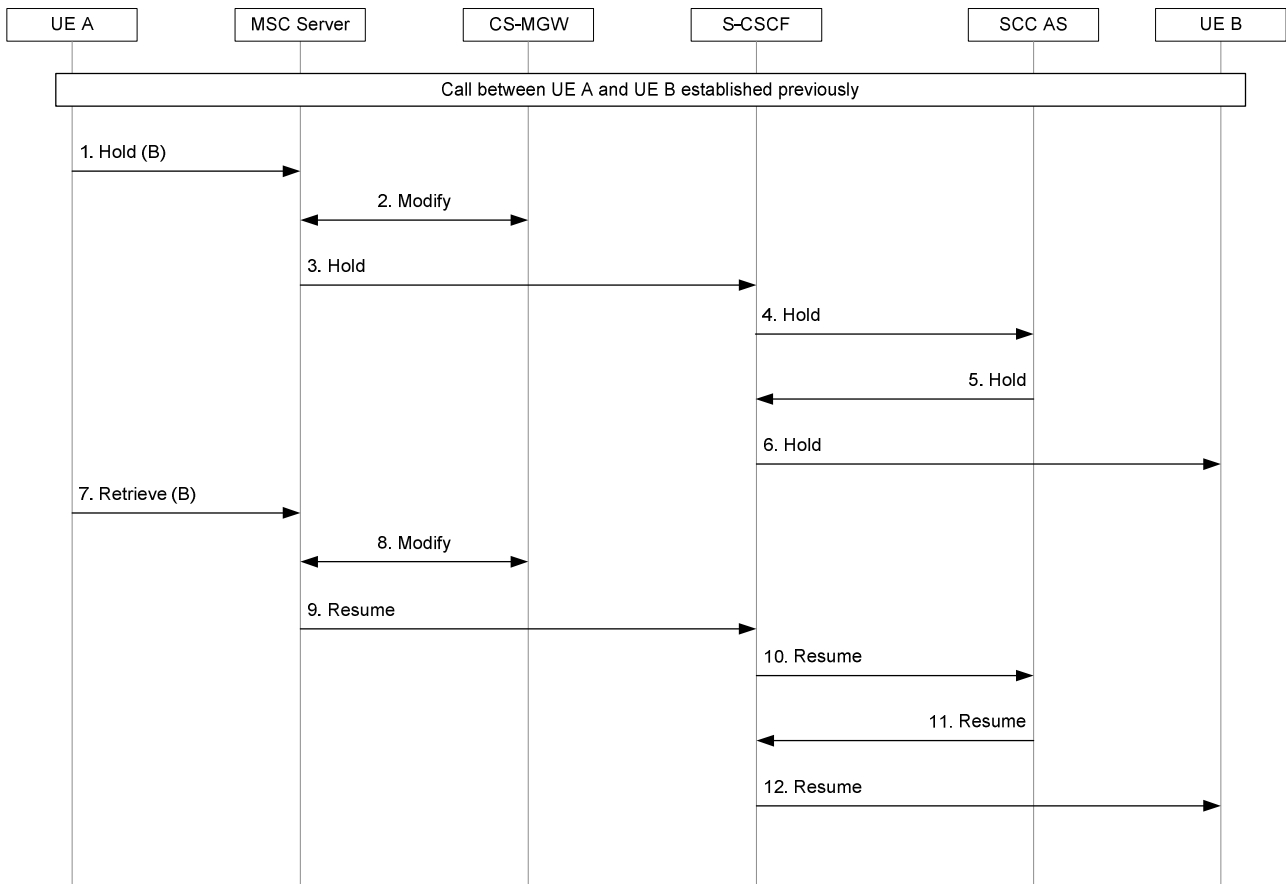 UE A
MSC Server
CS-MGW
S-CSCF
SCC AS
UE B
Call between UE A and UE B established previously
1. Hold (B)
2. Modify
3. Hold
4. Hold
5. Hold
6. Hold
7. Retrieve (B)
8. Modify
9. Resume
10. Resume
11. Resume
12. Resume